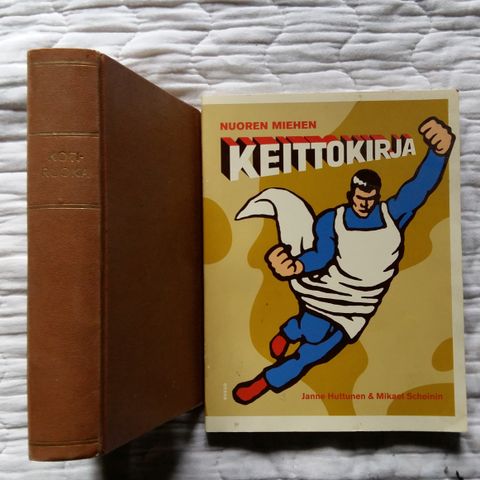 KOTI-
RUOKA
NUOREN MIEHEN
KEITTOKIRJA
Janne Huttunen & Mikael Scheinin